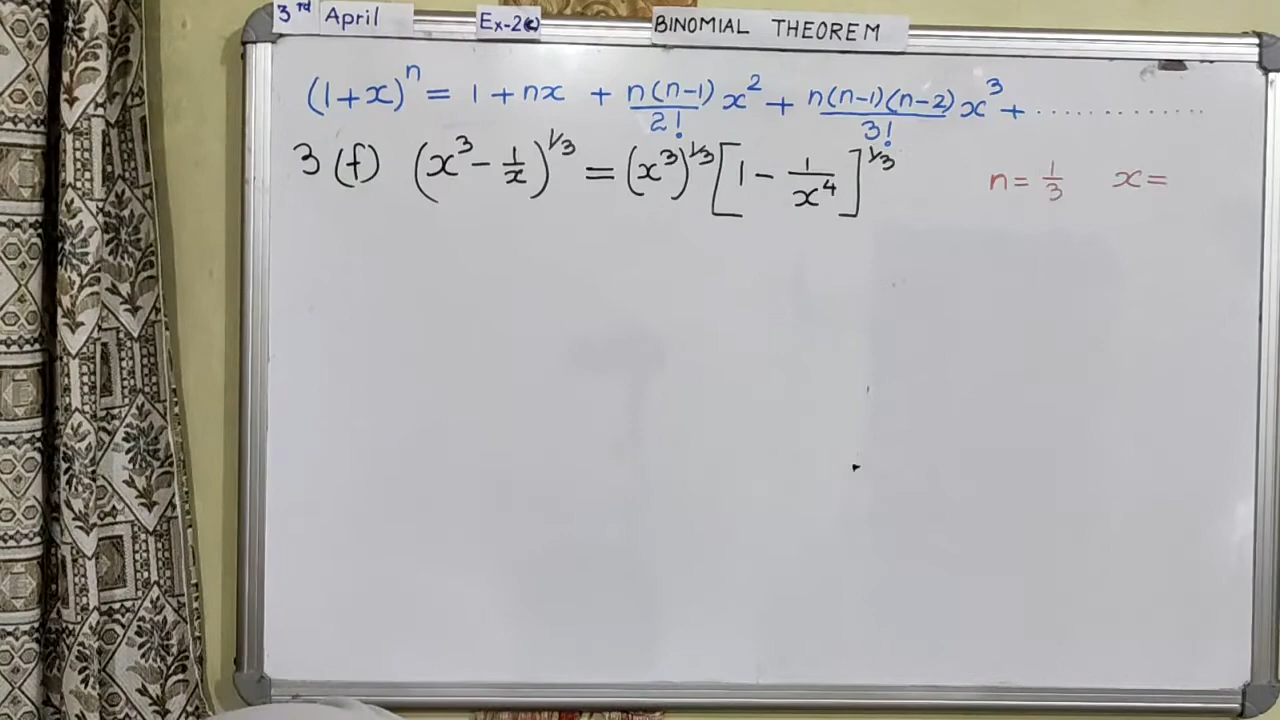 3rd April Ex-2(c) BINOMIAL THEOREM
(1+x)^n = 1 + nx + n(n-1)/2! x^2 + n(n-1)(n-2)/3! x^3 + ..............
3 (f) (x^3 - 1/x)^1/3 = (x^3)^1/3 [1 - 1/x^4]^1/3 n = 1/3 x =